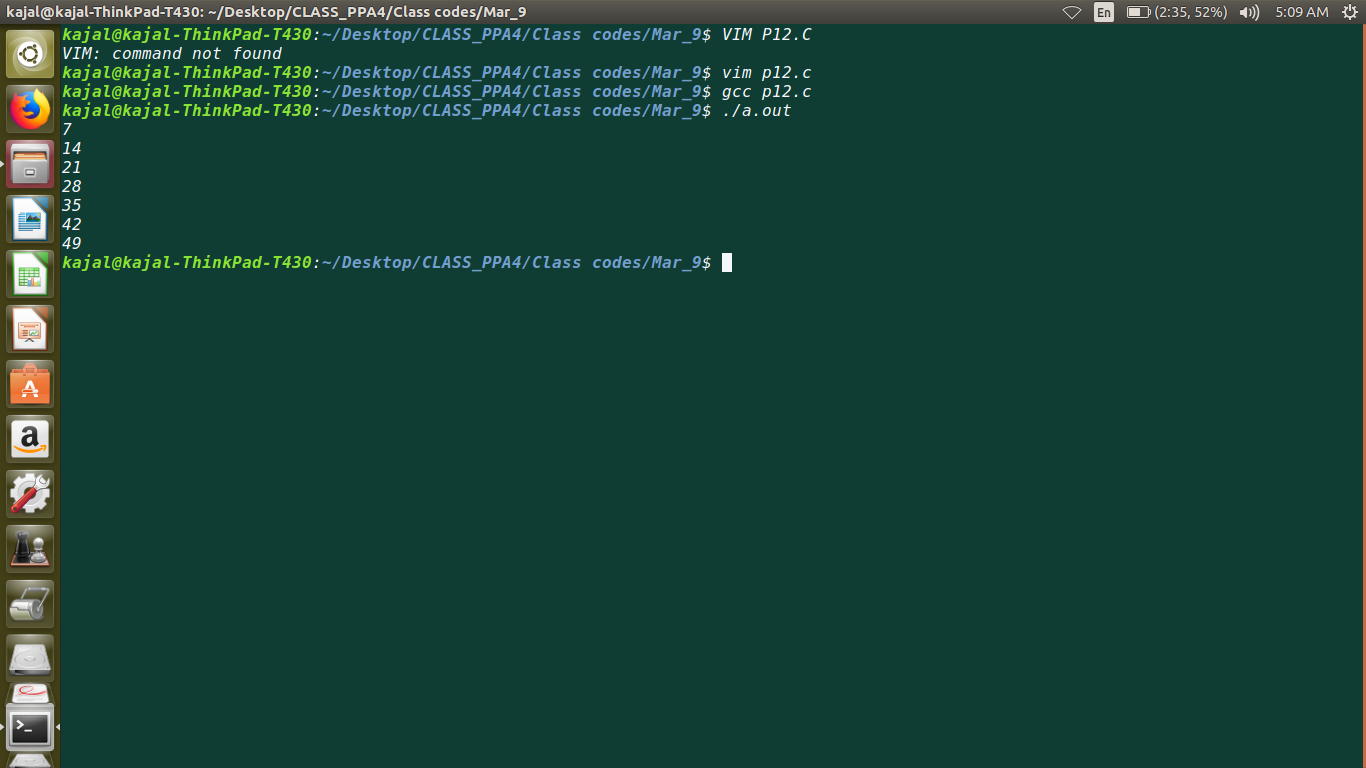 kajal@kajal-ThinkPad-T430: ~/Desktop/CLASS_PPA4/Class codes/Mar_9 En (2:35, 52%) 5:09 AM
kajal@kajal-ThinkPad-T430:~/Desktop/CLASS_PPA4/Class codes/Mar_9$ VIM P12.C
VIM: command not found
kajal@kajal-ThinkPad-T430:~/Desktop/CLASS_PPA4/Class codes/Mar_9$ vim p12.c
kajal@kajal-ThinkPad-T430:~/Desktop/CLASS_PPA4/Class codes/Mar_9$ gcc p12.c
kajal@kajal-ThinkPad-T430:~/Desktop/CLASS_PPA4/Class codes/Mar_9$ ./a.out
7
14
21
28
35
42
49
kajal@kajal-ThinkPad-T430:~/Desktop/CLASS_PPA4/Class codes/Mar_9$